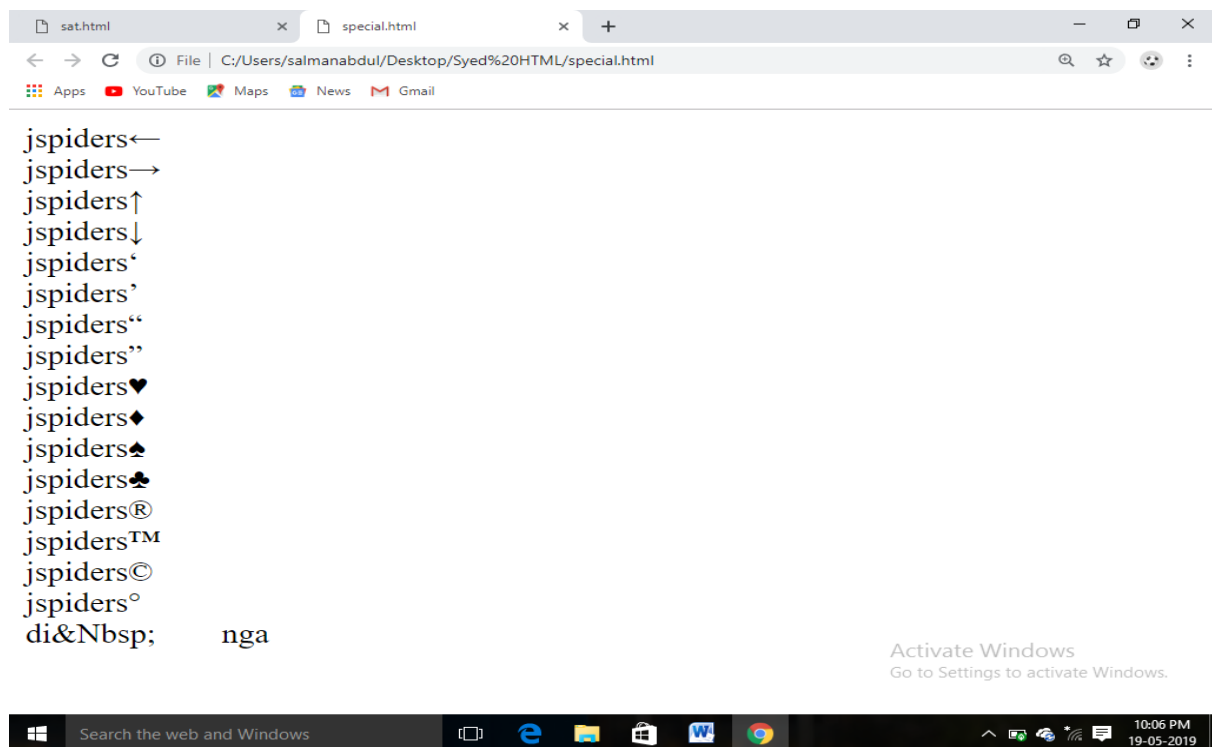 sat.html special.html
File C:/Users/salmanabdul/Desktop/Syed%20HTML/special.html
Apps YouTube Maps News Gmail
jspiders←
jspiders→
jspiders↑
jspiders↓
jspiders‘
jspiders’
jspiders“
jspiders”
jspiders♥
jspiders♦
jspiders♠
jspiders♣
jspiders®
jspiders™
jspiders©
jspiders°
di&Nbsp; nga
Activate Windows
Go to Settings to activate Windows.
Search the web and Windows
10:06 PM
19-05-2019